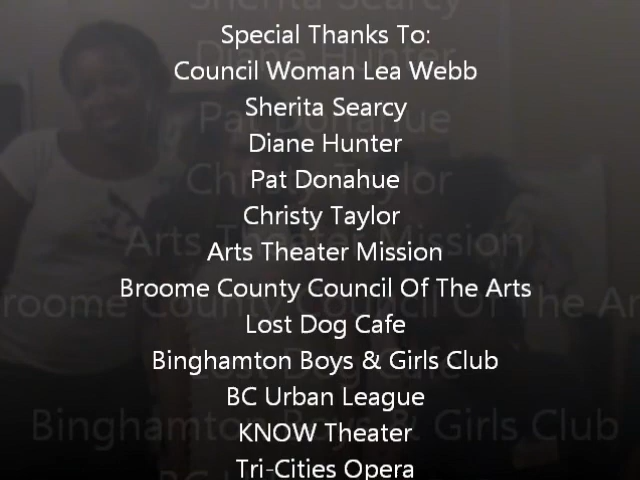 Special Thanks To:
Council Woman Lea Webb
Sherita Searcy
Diane Hunter
Pat Donahue
Christy Taylor
Arts Theater Mission
Broome County Council Of The Arts
Lost Dog Cafe
Binghamton Boys & Girls Club
BC Urban League
KNOW Theater
Tri-Cities Opera